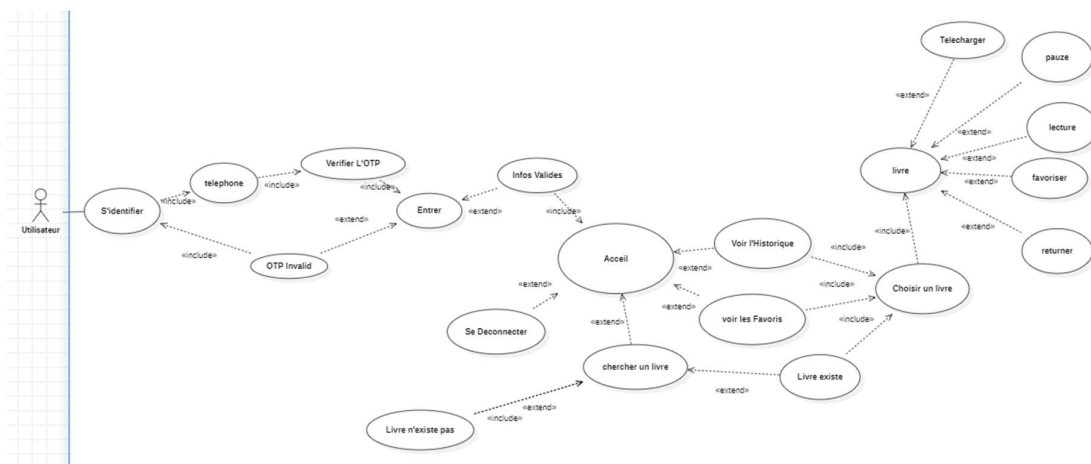 Telecharger
pauze
«extend»
«extend»
lecture
«extend»
Verifier L'OTP
Infos Valides
livre
favoriser
telephone
«include»
«include»
«extend»
«include»
S'identifier
Entrer
«extend»
«include»
«extend»
Utilisateur
«include»
«extend»
Voir l'Historique
«include»
«include»
returner
OTP Invalid
Acceil
«extend»
«extend»
«include»
Choisir un livre
«extend»
voir les Favoris
«include»
Se Deconnecter
«extend»
chercher un livre
Livre existe
«extend»
«extend»
«include»
Livre n'existe pas